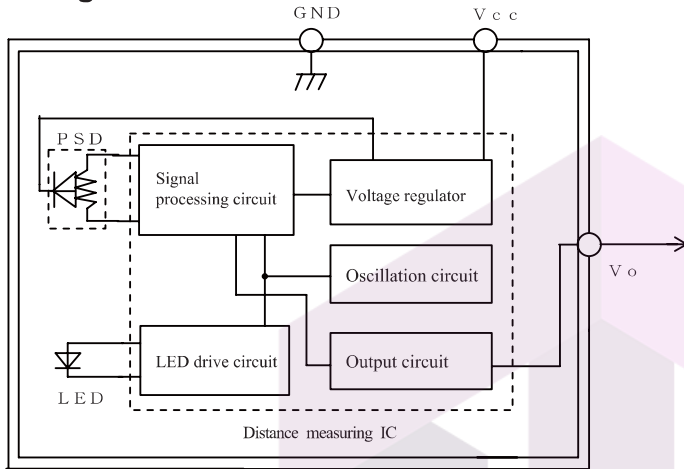 GND
Vcc
PSD
Signal
processing circuit
Voltage regulator
Oscillation circuit
Vo
LED drive circuit
Output circuit
LED
Distance measuring IC